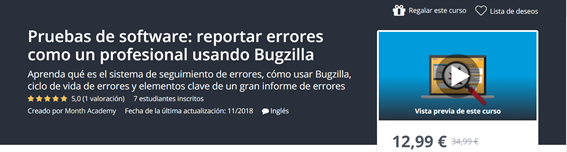 Regalar este curso
Lista de deseos
Pruebas de software: reportar errores
como un profesional usando Bugzilla
Aprenda qué es el sistema de seguimiento de errores, cómo usar Bugzilla,
ciclo de vida de errores y elementos clave de un gran informe de errores
5,0 (1 valoración) 7 estudiantes inscritos
Creado por Month Academy Fecha de la última actualización: 11/2018 Inglés
Vista previa de este curso
12,99 € 34,99 €